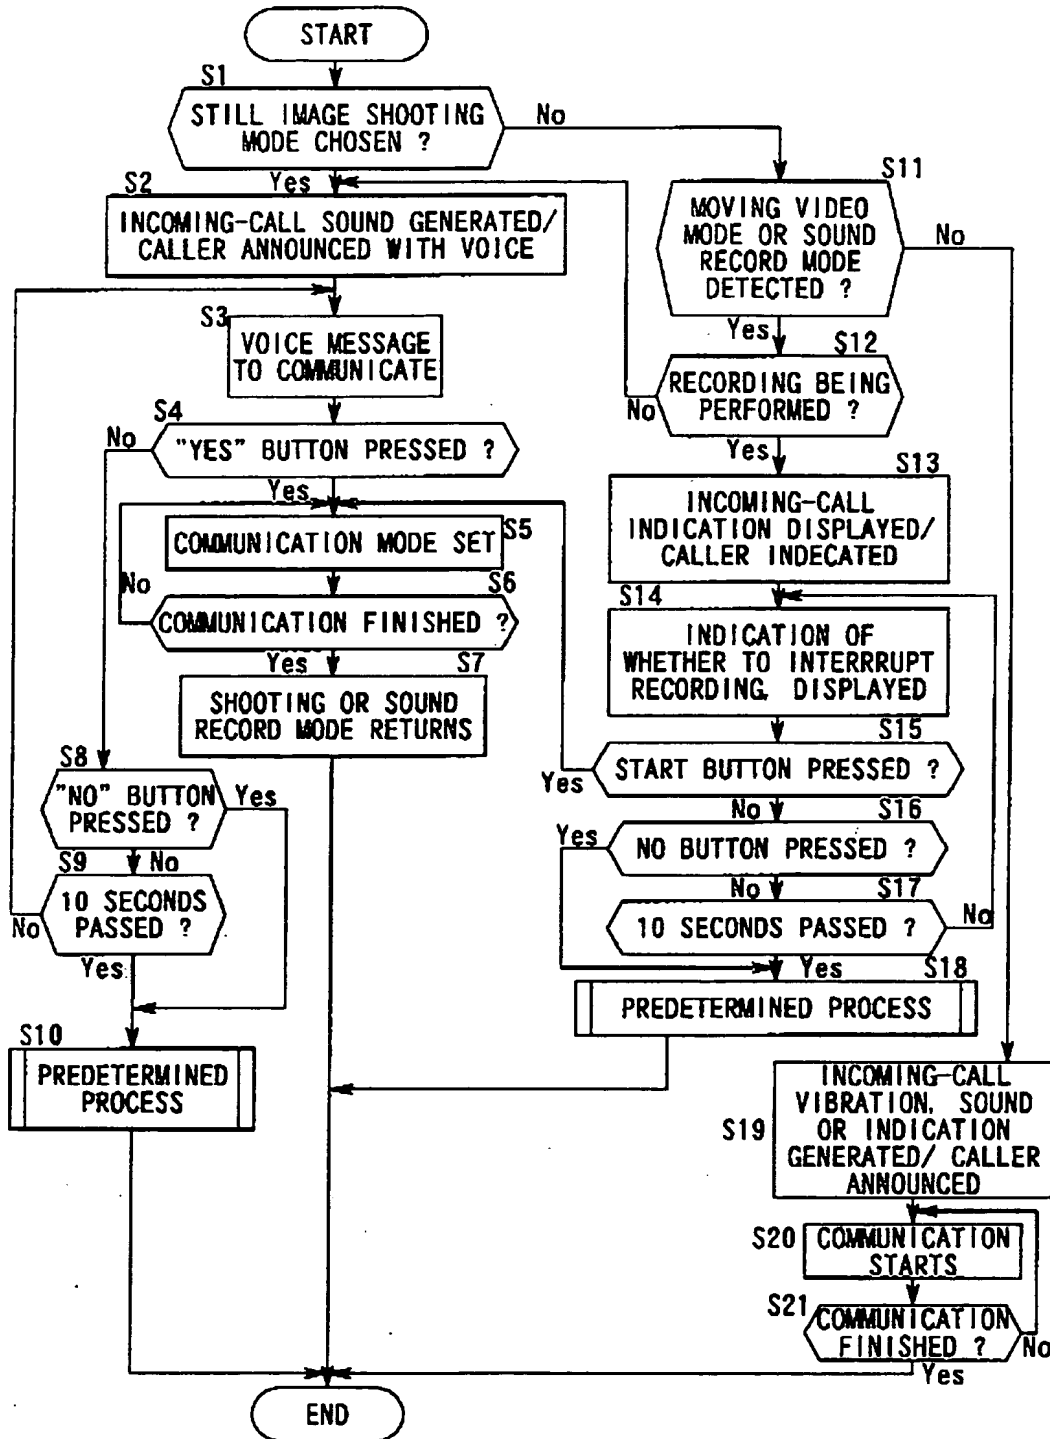 START
S1
STILL IMAGE SHOOTING
MODE CHOSEN ?
No
Yes
S2
INCOMING-CALL SOUND GENERATED/
CALLER ANNOUNCED WITH VOICE
S3
VOICE MESSAGE
TO COMMUNICATE
S4
No
"YES" BUTTON PRESSED ?
Yes
COMMUNICATION MODE SET
S5
No
S6
COMMUNICATION FINISHED ?
Yes
S7
SHOOTING OR SOUND
RECORD MODE RETURNS
S8
"NO" BUTTON
PRESSED ?
Yes
S9
No
10 SECONDS
PASSED ?
No
Yes
S10
PREDETERMINED
PROCESS
S11
MOVING VIDEO
MODE OR SOUND
RECORD MODE
DETECTED ?
No
Yes
S12
RECORDING BEING
PERFORMED ?
No
Yes
S13
INCOMING-CALL
INDICATION DISPLAYED/
CALLER INDECATED
S14
INDICATION OF
WHETHER TO INTERRRUPT
RECORDING, DISPLAYED
S15
START BUTTON PRESSED ?
Yes
No
S16
Yes
NO BUTTON PRESSED ?
No
S17
10 SECONDS PASSED ?
No
Yes
S18
PREDETERMINED PROCESS
S19
INCOMING-CALL
VIBRATION, SOUND
OR INDICATION
GENERATED/ CALLER
ANNOUNCED
S20
COMMUNICATION
STARTS
S21
COMMUNICATION
FINISHED ?
No
Yes
END